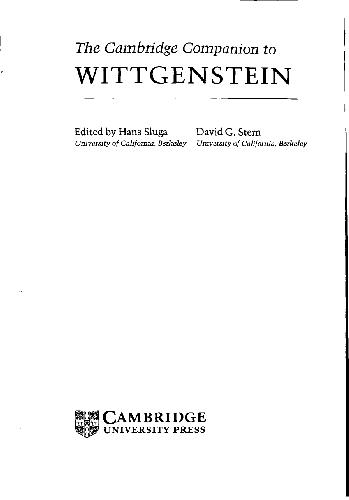 The Cambridge Companion to
WITTGENSTEIN
Edited by Hans Sluga David G. Stern
University of California, Berkeley University of California, Berkeley
CAMBRIDGE
UNIVERSITY PRESS